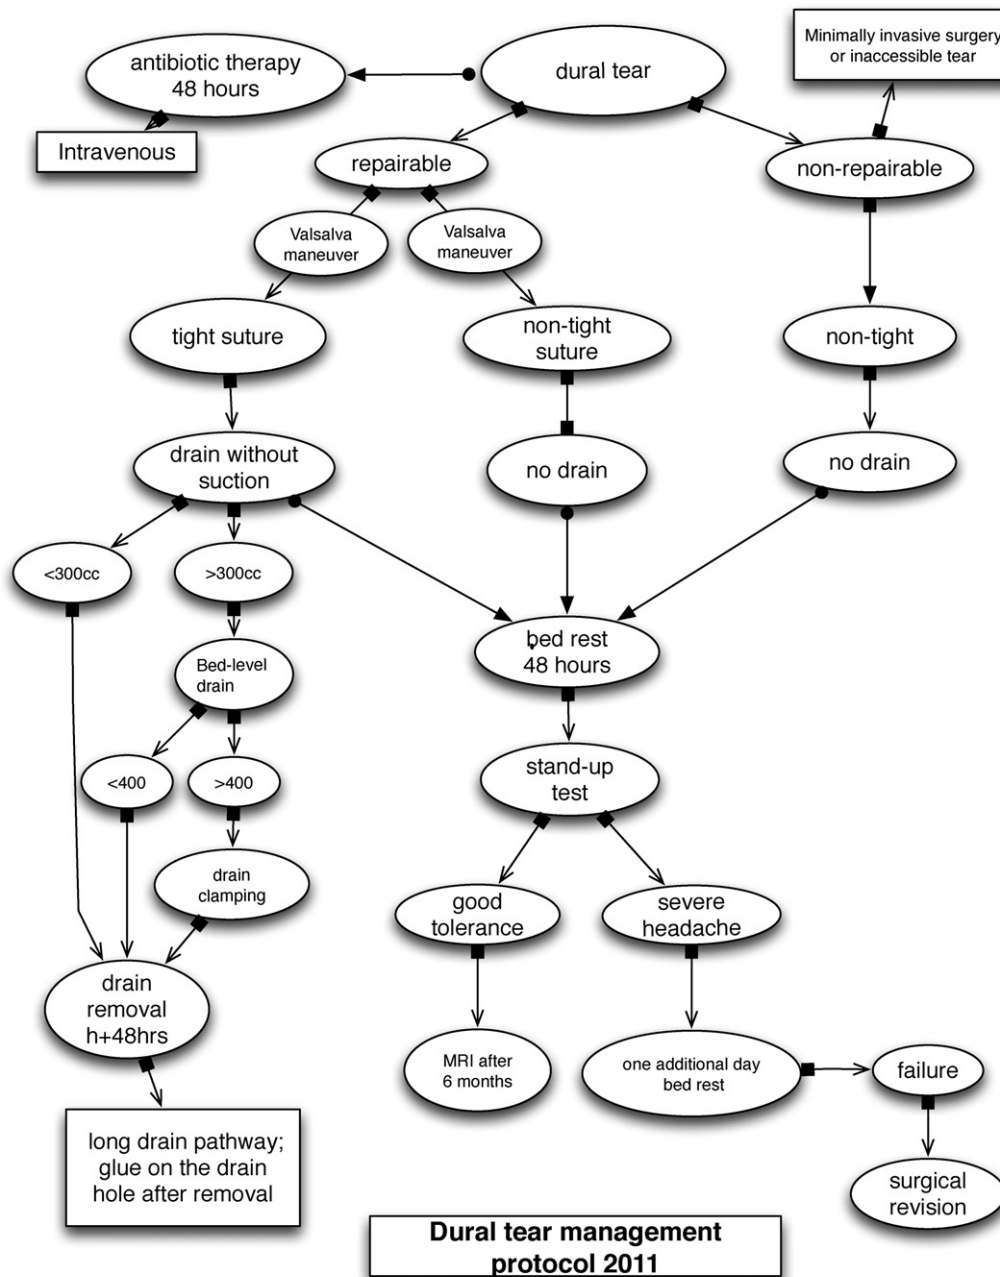 antibiotic therapy
48 hours
dural tear
Minimally invasive surgery
or inaccessible tear
Intravenous
repairable
non-repairable
Valsalva
maneuver
Valsalva
maneuver
tight suture
non-tight
suture
non-tight
drain without
suction
no drain
no drain
<300cc
>300cc
bed rest
48 hours
Bed-level
drain
<400
>400
stand-up
test
drain
clamping
good
tolerance
severe
headache
drain
removal
h+48hrs
MRI after
6 months
one additional day
bed rest
failure
long drain pathway;
glue on the drain
hole after removal
surgical
revision
Dural tear management
protocol 2011